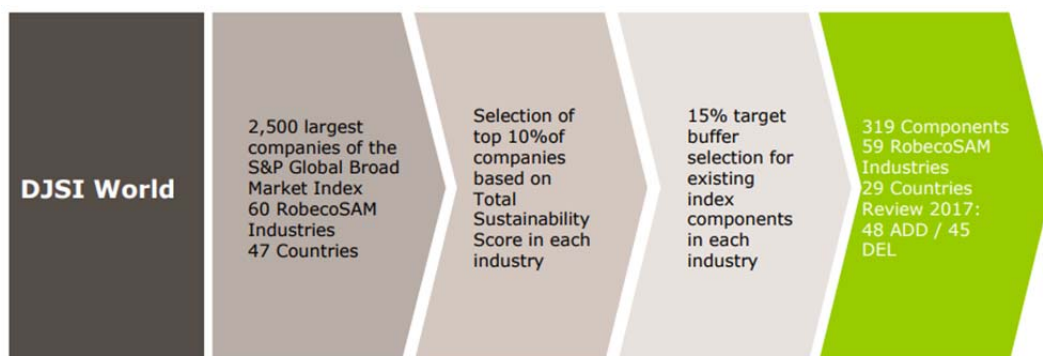 DJSI World
2,500 largest
companies of the
S&P Global Broad
Market Index
60 RobecoSAM
Industries
47 Countries
Selection of
top 10%of
companies
based on
Total
Sustainability
Score in each
industry
15% target
buffer
selection for
existing
index
components
in each
industry
319 Components
59 RobecoSAM
Industries
29 Countries
Review 2017:
48 ADD / 45
DEL